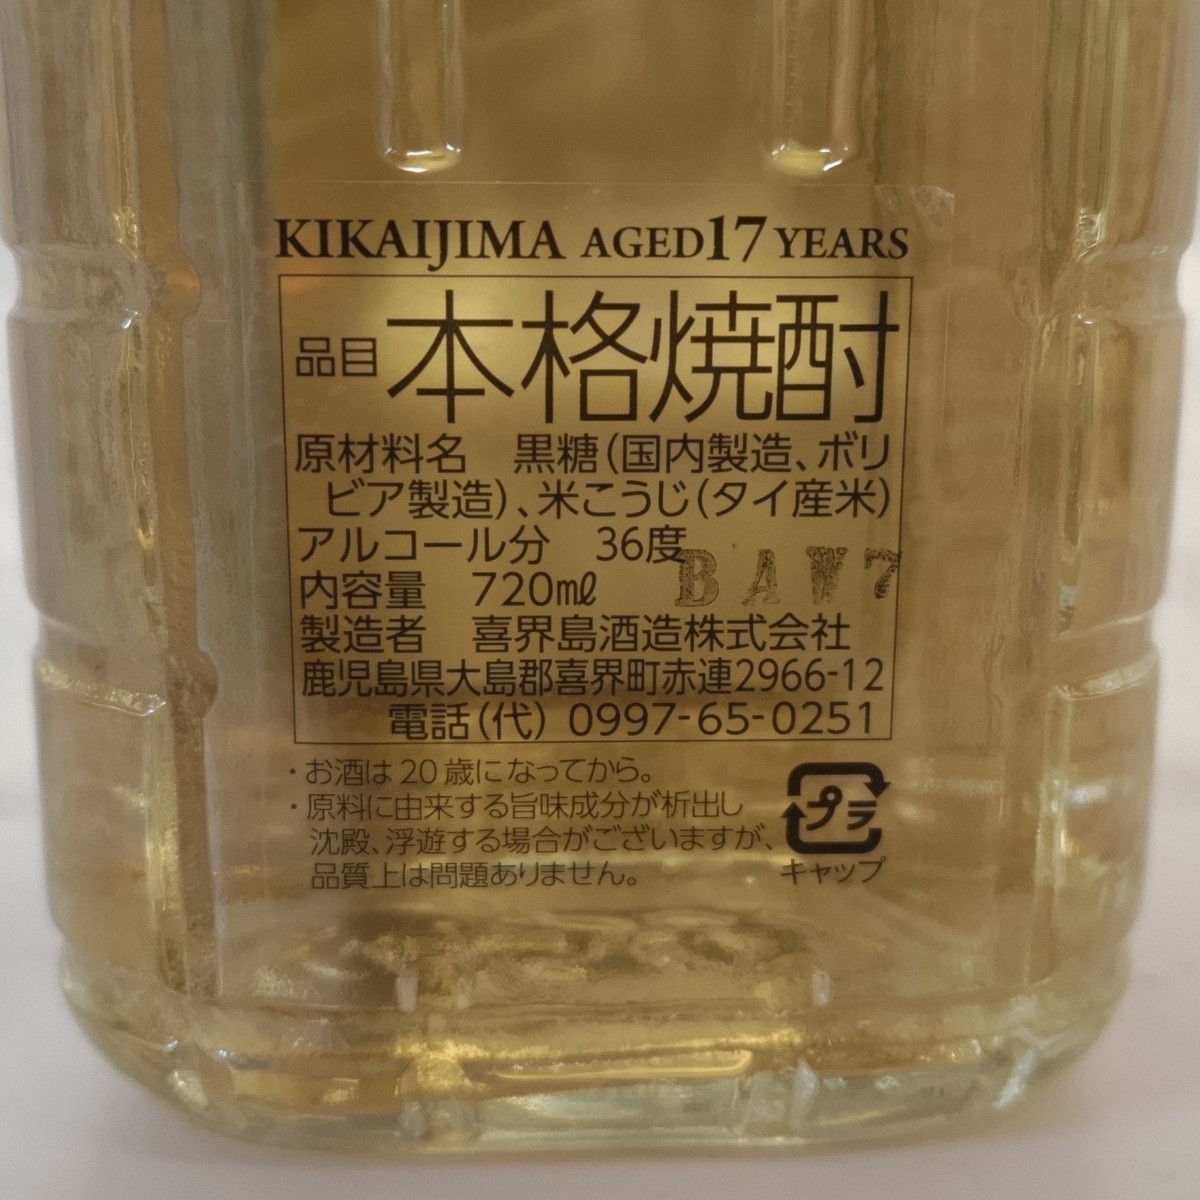 KIKAIJIMA AGED 17 YEARS
品目 本格焼酎
原材料名 黒糖(国内製造、ボリ
ビア製造)、米こうじ(タイ産米)
アルコール分 36度
BAW7
内容量 720㎖
製造者 喜界島酒造株式会社
鹿児島県大島郡喜界町赤連2966-12
電話(代) 0997-65-0251
・お酒は20歳になってから。
・原料に由来する旨味成分が析出し
沈殿、浮遊する場合がございますが、
品質上は問題ありません。
プラ
キャップ